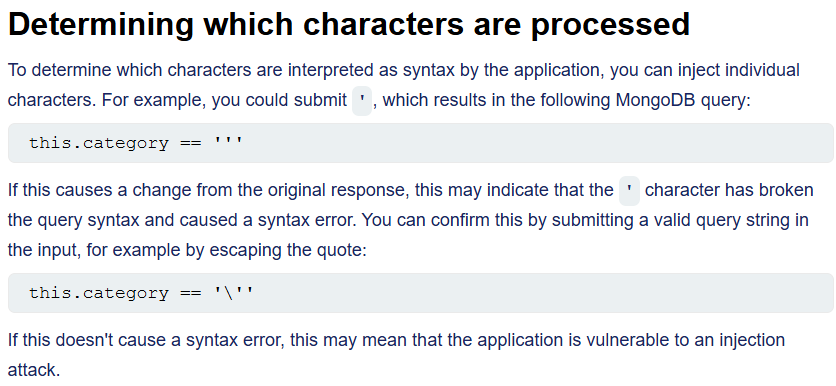 Determining which characters are processed
To determine which characters are interpreted as syntax by the application, you can inject individual
characters. For example, you could submit ' , which results in the following MongoDB query:
this.category == '''
If this causes a change from the original response, this may indicate that the ' character has broken
the query syntax and caused a syntax error. You can confirm this by submitting a valid query string in
the input, for example by escaping the quote:
this.category == '\''
If this doesn't cause a syntax error, this may mean that the application is vulnerable to an injection
attack.